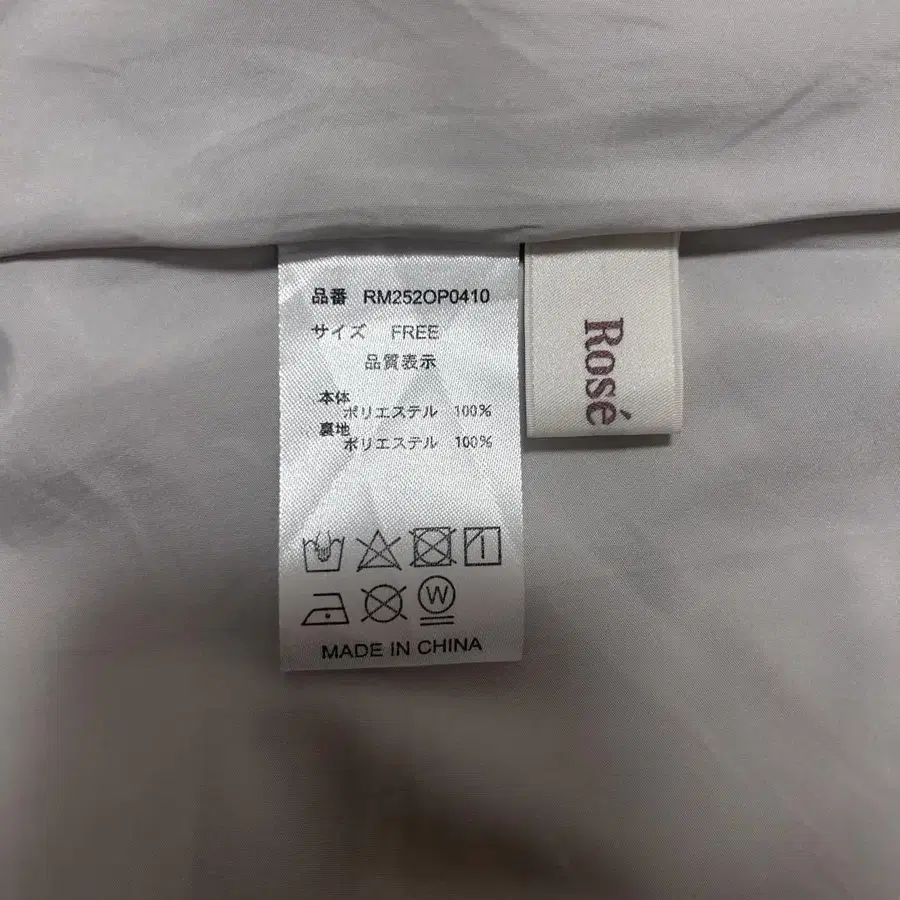 品番 RM252OP0410
サイズ FREE
品質表示
本体
ポリエステル 100%
裏地
ポリエステル 100%
W
MADE IN CHINA
Rosé